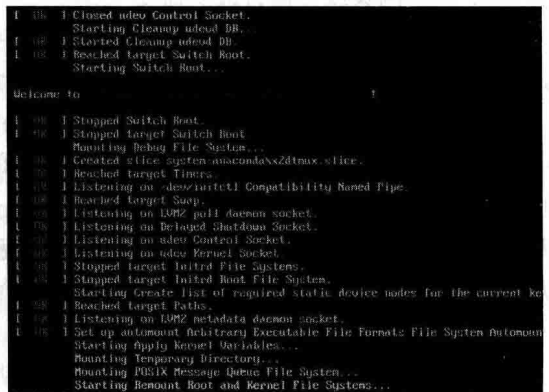 [ OK ] Closed udev Control Socket.
Starting Cleanup udevd DB.
[ OK ] Started Cleanup udevd DB.
[ OK ] Reached target Switch Root.
Starting Switch Root...
Welcome to !
[ OK ] Stopped Switch Root.
[ OK ] Stopped target Switch Root
Mounting Debug File System...
[ OK ] Created slice system-anaconda\x2dtmux.slice.
[ OK ] Reached target Timers.
[ OK ] Listening on /dev/initctl Compatibility Named Pipe.
[ OK ] Reached target Swap.
[ OK ] Listening on LVM2 poll daemon socket.
[ OK ] Listening on Delayed Shutdown Socket.
[ OK ] Listening on udev Control Socket.
[ OK ] Listening on udev Kernel Socket
[ OK ] Stopped target Initrd File Systems.
[ OK ] Stopped target Initrd Root File System.
Starting Create list of required static device nodes for the current ke
[ OK ] Reached target Paths.
[ OK ] Listening on LVM2 metadata daemon socket.
[ OK ] Set up automount Arbitrary Executable File Formats File System Automoun
Starting Apply Kernel Variables...
Mounting Temporary Directory...
Mounting POSIX Message Queue File System...
Starting Remount Root and Kernel File Systems...